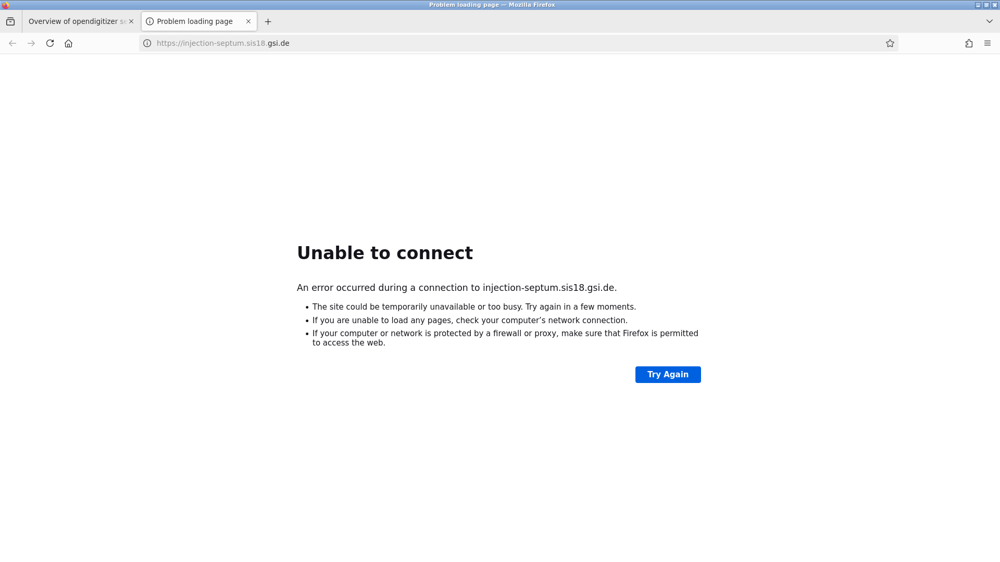 Problem loading page — Mozilla Firefox
Overview of opendigitizer se
Problem loading page
https://injection-septum.sis18.gsi.de
Unable to connect
An error occurred during a connection to injection-septum.sis18.gsi.de.
• The site could be temporarily unavailable or too busy. Try again in a few moments.
• If you are unable to load any pages, check your computer’s network connection.
• If your computer or network is protected by a firewall or proxy, make sure that Firefox is permitted
to access the web.
Try Again